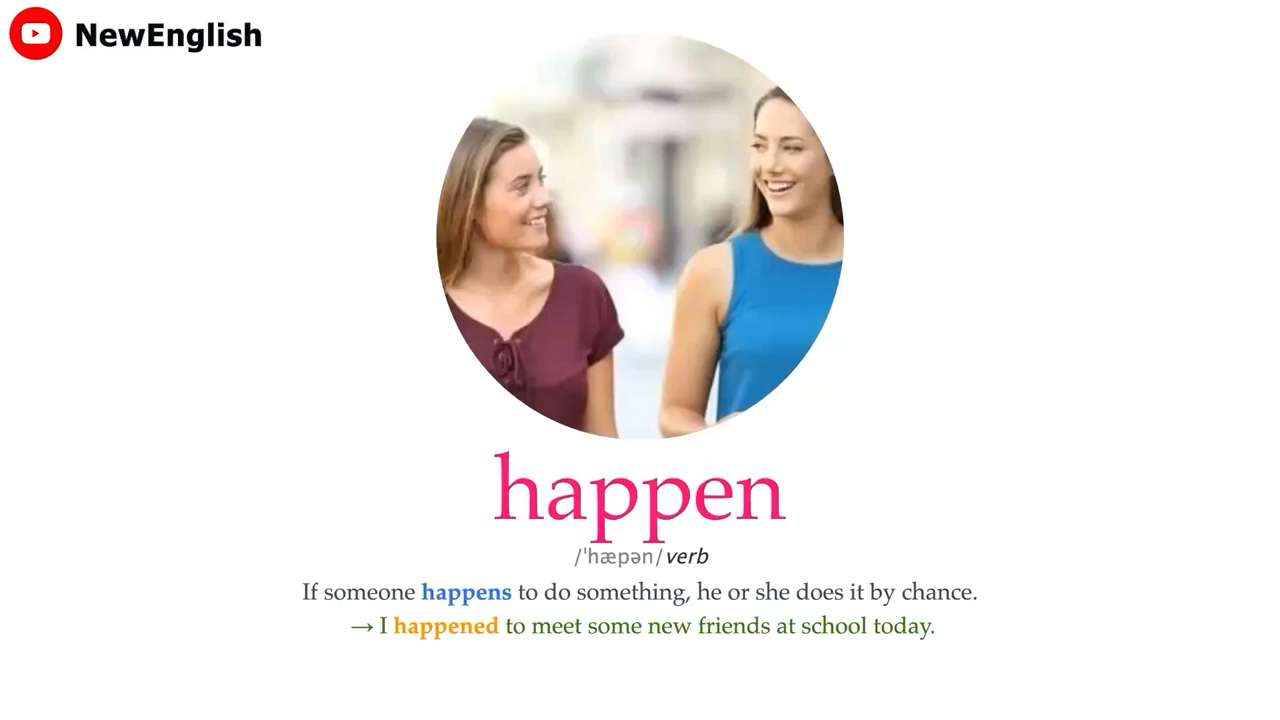 NewEnglish
happen
/ˈhæpən/ verb
If someone happens to do something, he or she does it by chance.
→ I happened to meet some new friends at school today.